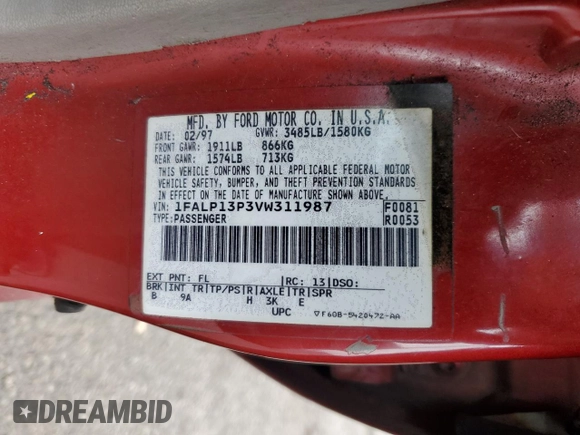 MFD. BY FORD MOTOR CO. IN U.S.A.
DATE: 02/97 GVWR: 3485LB/1580KG
FRONT GAWR: 1911LB 866KG
REAR GAWR: 1574LB 713KG
THIS VEHICLE CONFORMS TO ALL APPLICABLE FEDERAL MOTOR
VEHICLE SAFETY, BUMPER, AND THEFT PREVENTION STANDARDS
IN EFFECT ON THE DATE OF MANUFACTURE SHOWN ABOVE.
VIN: 1FALP13P3VW311987 F0081
TYPE: PASSENGER R0053
EXT PNT: FL RC: 13 DSO:
BRK INT TR TP/PS R AXLE TR SPR
B 9A H 3K E
UPC ▽F60B-5420472-AA
DREAMBID